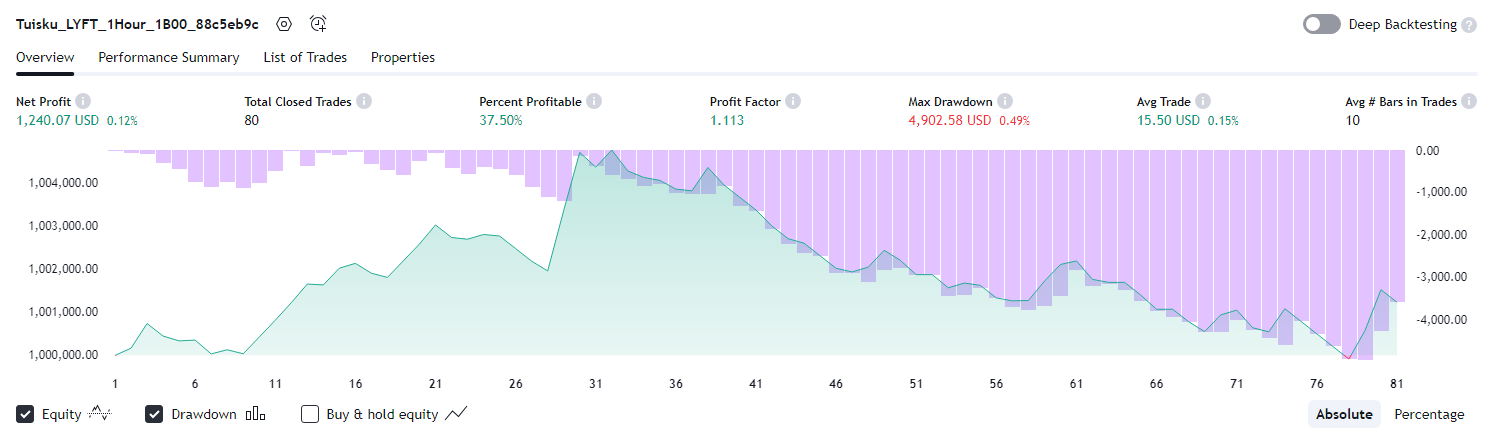 Tuisku_LYFT_1Hour_1B00_88c5eb9c Deep Backtesting ?
Overview Performance Summary List of Trades Properties
Net Profit i Total Closed Trades i Percent Profitable i Profit Factor i Max Drawdown i Avg Trade i Avg # Bars in Trades i
1,240.07 USD 0.12% 80 37.50% 1.113 4,902.58 USD 0.49% 15.50 USD 0.15% 10
0.00
1,004,000.00 -1,000.00
1,003,000.00 -2,000.00
1,002,000.00 -3,000.00
1,001,000.00 -4,000.00
1,000,000.00
1 6 11 16 21 26 31 36 41 46 51 56 61 66 71 76 81
Equity Drawdown Buy & hold equity Absolute Percentage